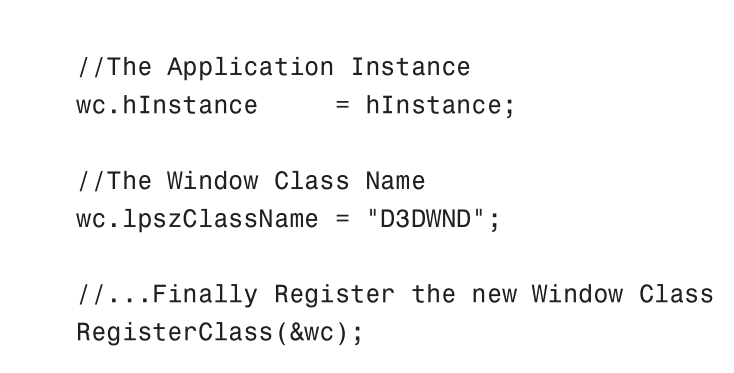 //The Application Instance
wc.hInstance     = hInstance;
//The Window Class Name
wc.lpszClassName = "D3DWND";
//...Finally Register the new Window Class
RegisterClass(&wc);